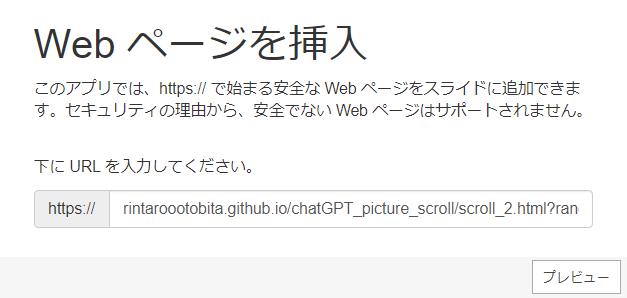 Web ページを挿入
このアプリでは、https:// で始まる安全な Web ページをスライドに追加できま
す。セキュリティの理由から、安全でない Web ページはサポートされません。
下に URL を入力してください。
https:// rintaroootobita.github.io/chatGPT_picture_scroll/scroll_2.html?ran
プレビュー